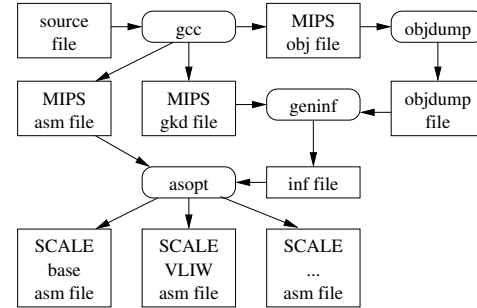 source
file
gcc
MIPS
obj file
objdump
MIPS
asm file
MIPS
gkd file
geninf
objdump
file
asopt
inf file
SCALE
base
asm file
SCALE
VLIW
asm file
SCALE
...
asm file